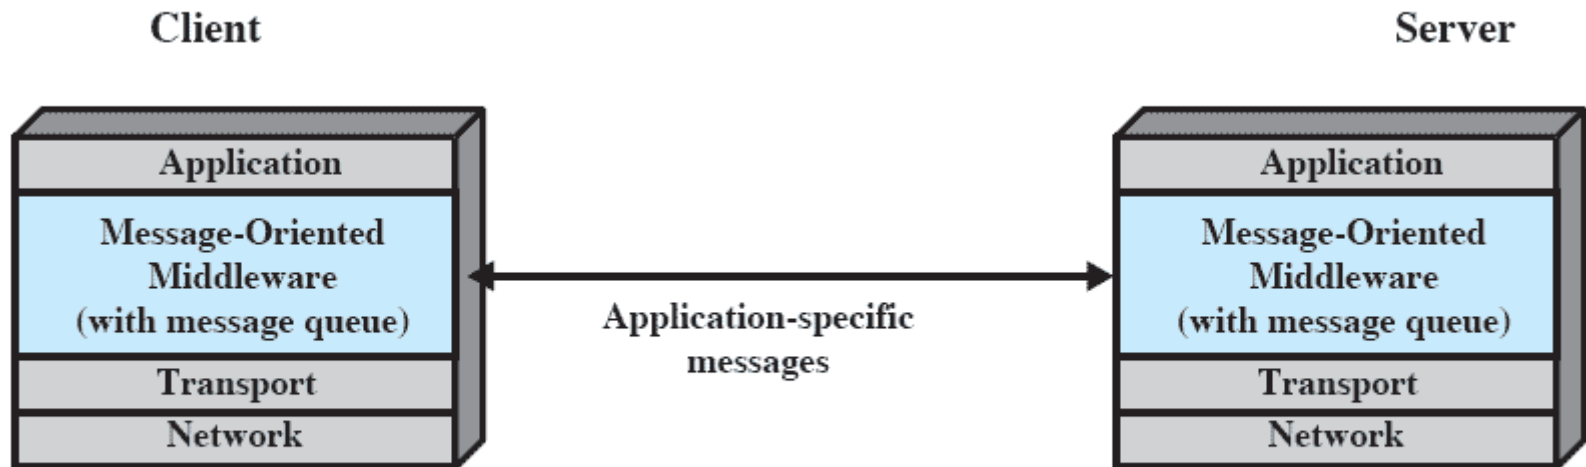 Client
Server
Application
Message-Oriented
Middleware
(with message queue)
Transport
Network
Application-specific
messages
Application
Message-Oriented
Middleware
(with message queue)
Transport
Network